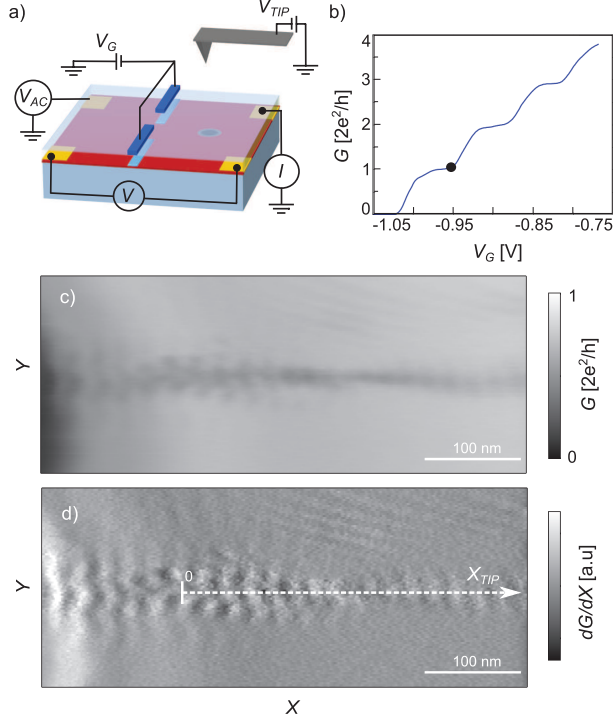 a)
V_TIP
V_G
V_AC
V
I
b)
G [2e²/h]
4
3
2
1
0
-1.05 -0.95 -0.85 -0.75
V_G [V]
c)
Y
100 nm
1
G [2e²/h]
0
d)
Y
0
X_TIP
100 nm
dG/dX [a.u]
X